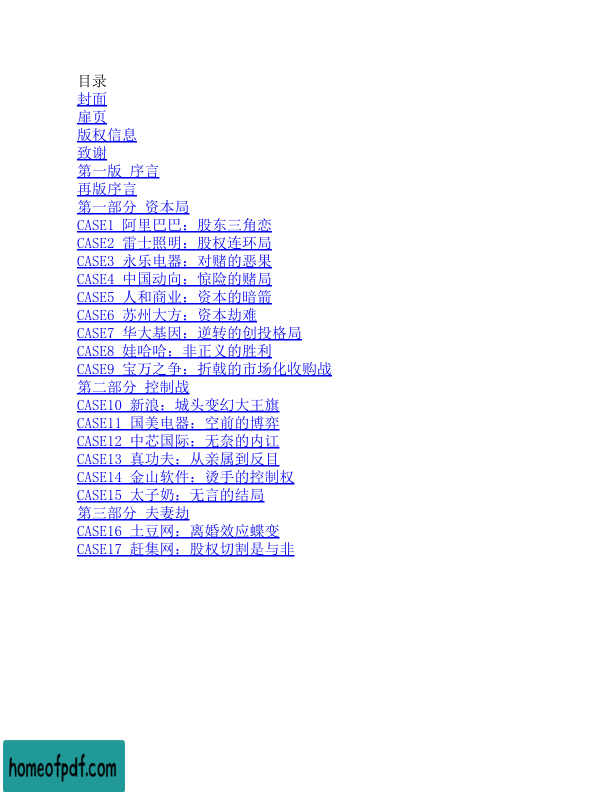 目录
封面
扉页
版权信息
致谢
第一版 序言
再版序言
第一部分 资本局
CASE1 阿里巴巴：股东三角恋
CASE2 雷士照明：股权连环局
CASE3 永乐电器：对赌的恶果
CASE4 中国动向：惊险的赌局
CASE5 人和商业：资本的暗箭
CASE6 苏州大方：资本劫难
CASE7 华大基因：逆转的创投格局
CASE8 娃哈哈：非正义的胜利
CASE9 宝万之争：折戟的市场化收购战
第二部分 控制战
CASE10 新浪：城头变幻大王旗
CASE11 国美电器：空前的博弈
CASE12 中芯国际：无奈的内讧
CASE13 真功夫：从亲属到反目
CASE14 金山软件：烫手的控制权
CASE15 太子奶：无言的结局
第三部分 夫妻劫
CASE16 土豆网：离婚效应蝶变
CASE17 赶集网：股权切割是与非
homeofpdf.com